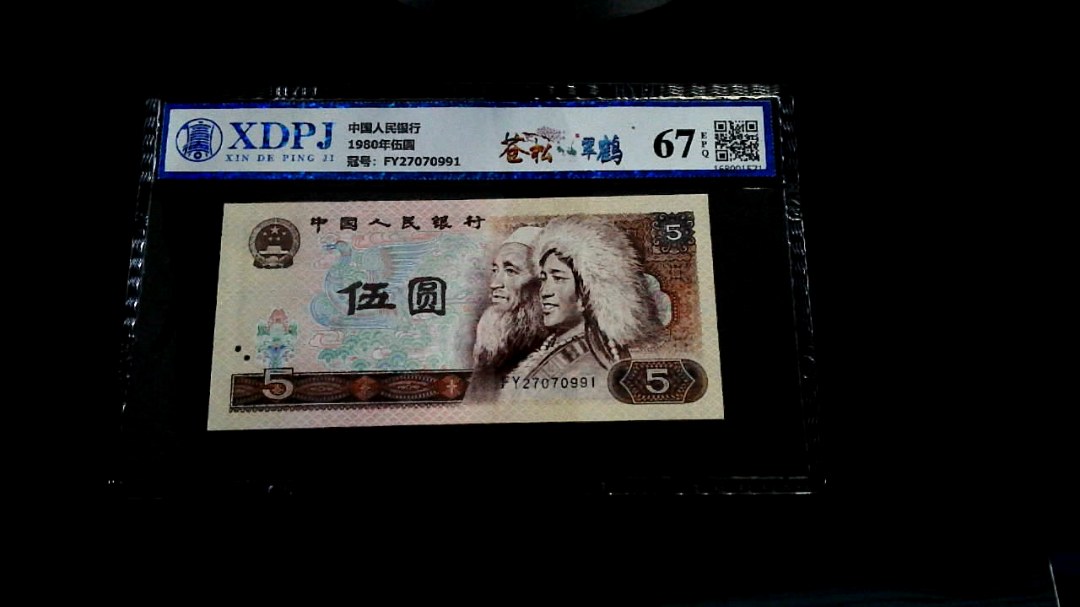 XDPJ
XIN DE PING JI
中国人民银行
1980年伍圆
冠号：FY27070991
苍松翠鹤
67
EPQ
中国人民银行
5
伍圆
FY27070991
5
5